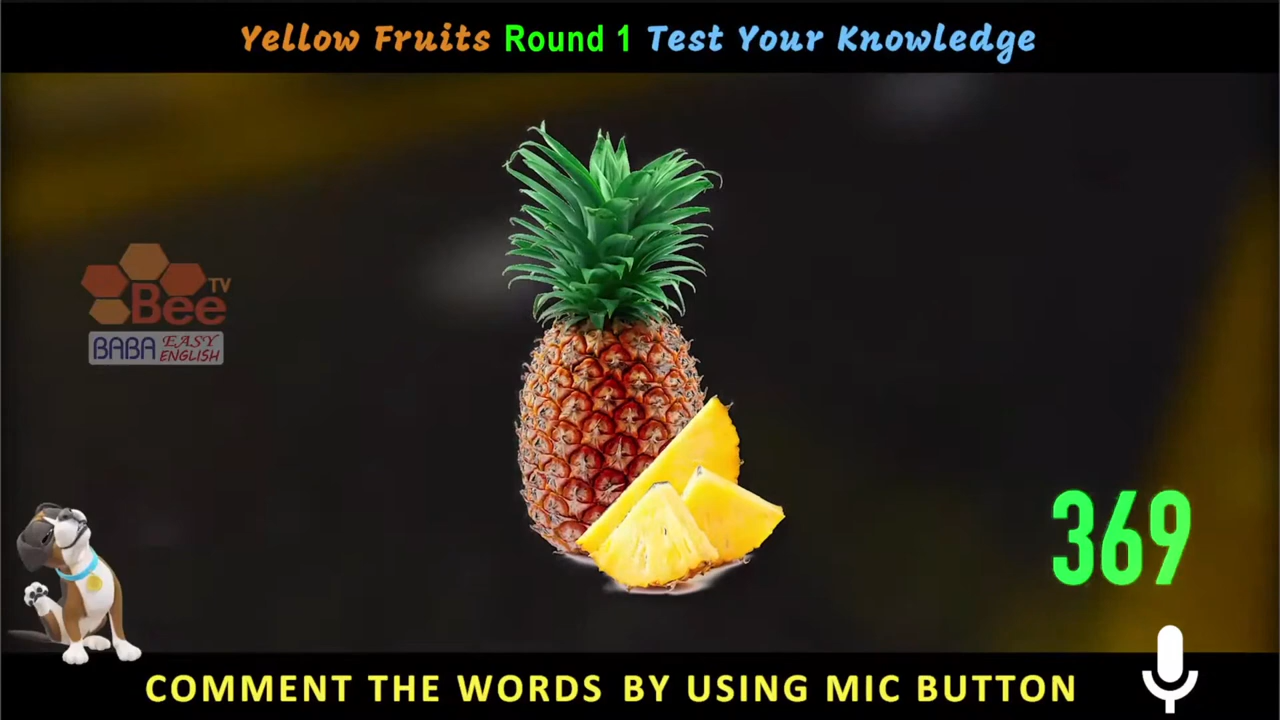 Yellow Fruits Round 1 Test Your Knowledge
Bee TV
BABA EASY ENGLISH
369
COMMENT THE WORDS BY USING MIC BUTTON